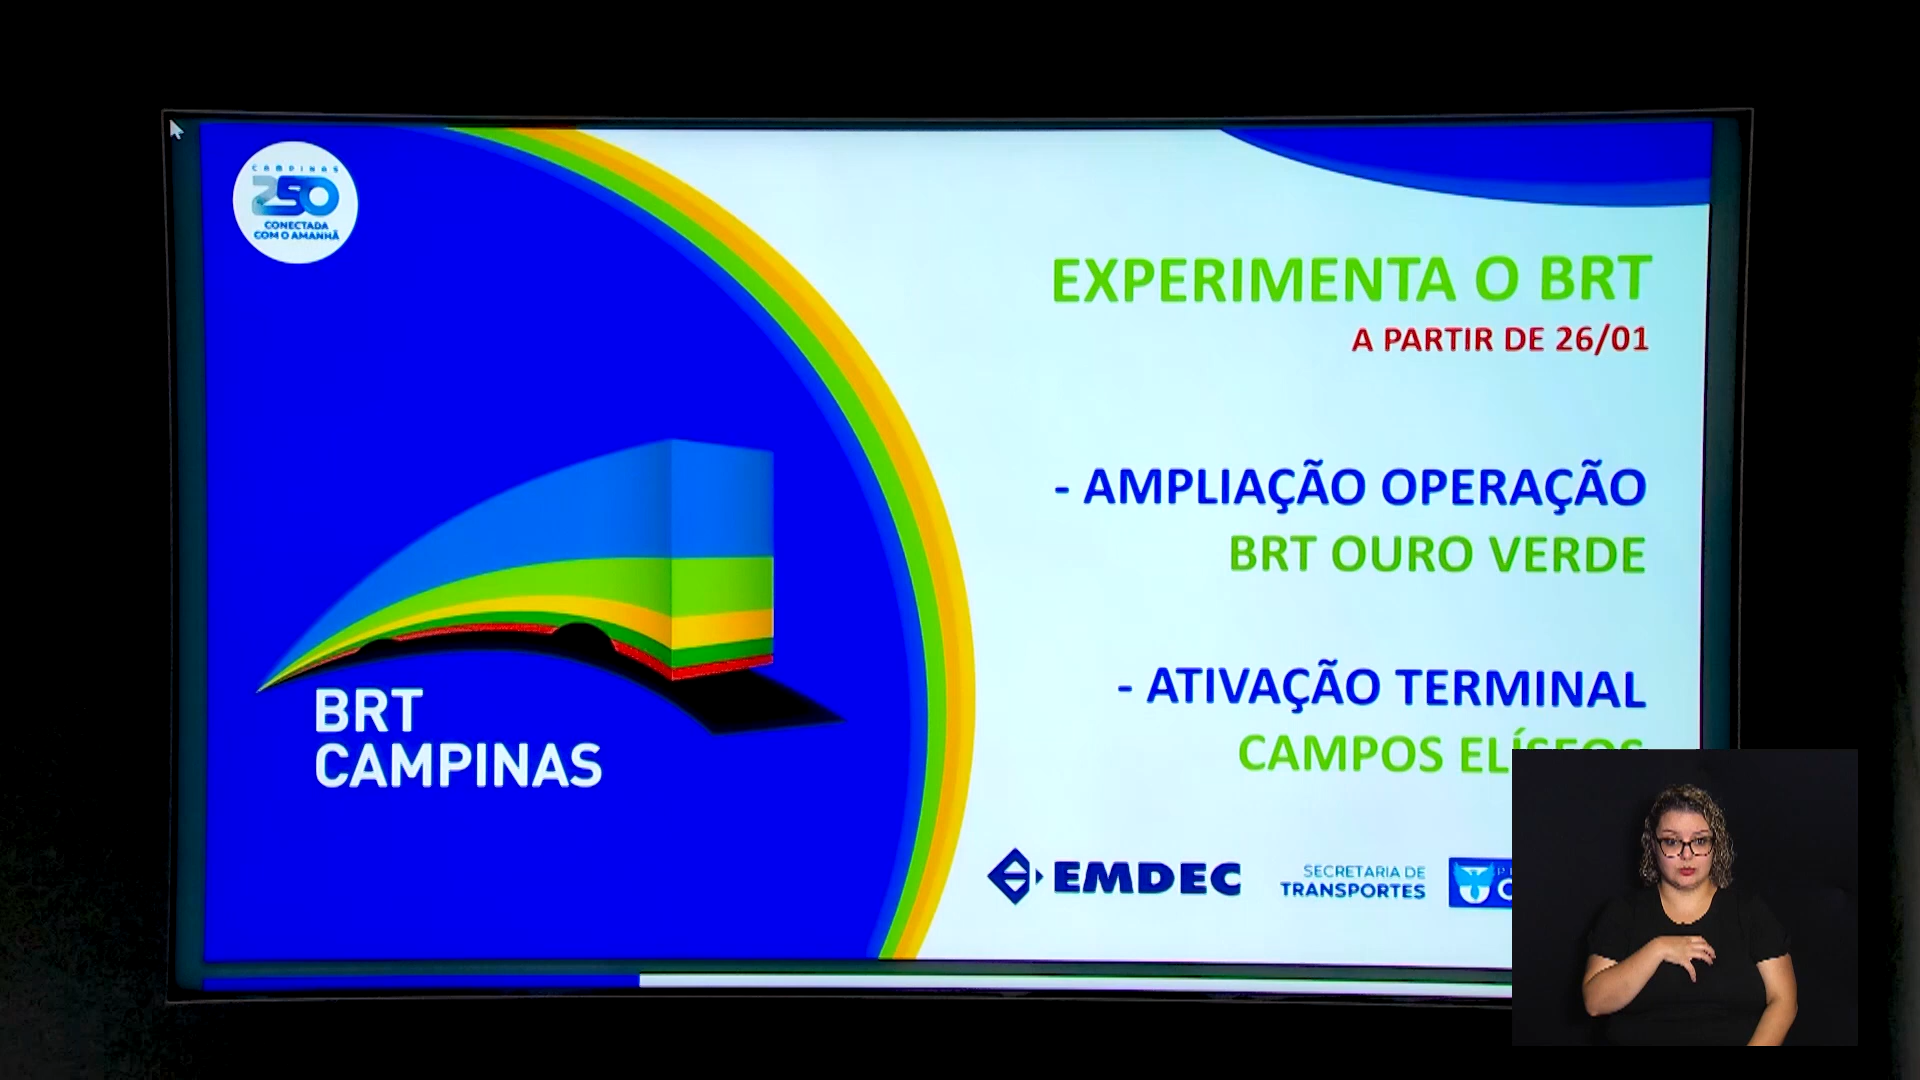 CAMPINAS
250
CONECTADA
COM O AMANHÃ
EXPERIMENTA O BRT
A PARTIR DE 26/01
- AMPLIAÇÃO OPERAÇÃO
BRT OURO VERDE
- ATIVAÇÃO TERMINAL
CAMPOS ELÍSEOS
BRT
CAMPINAS
EMDEC
SECRETARIA DE
TRANSPORTES